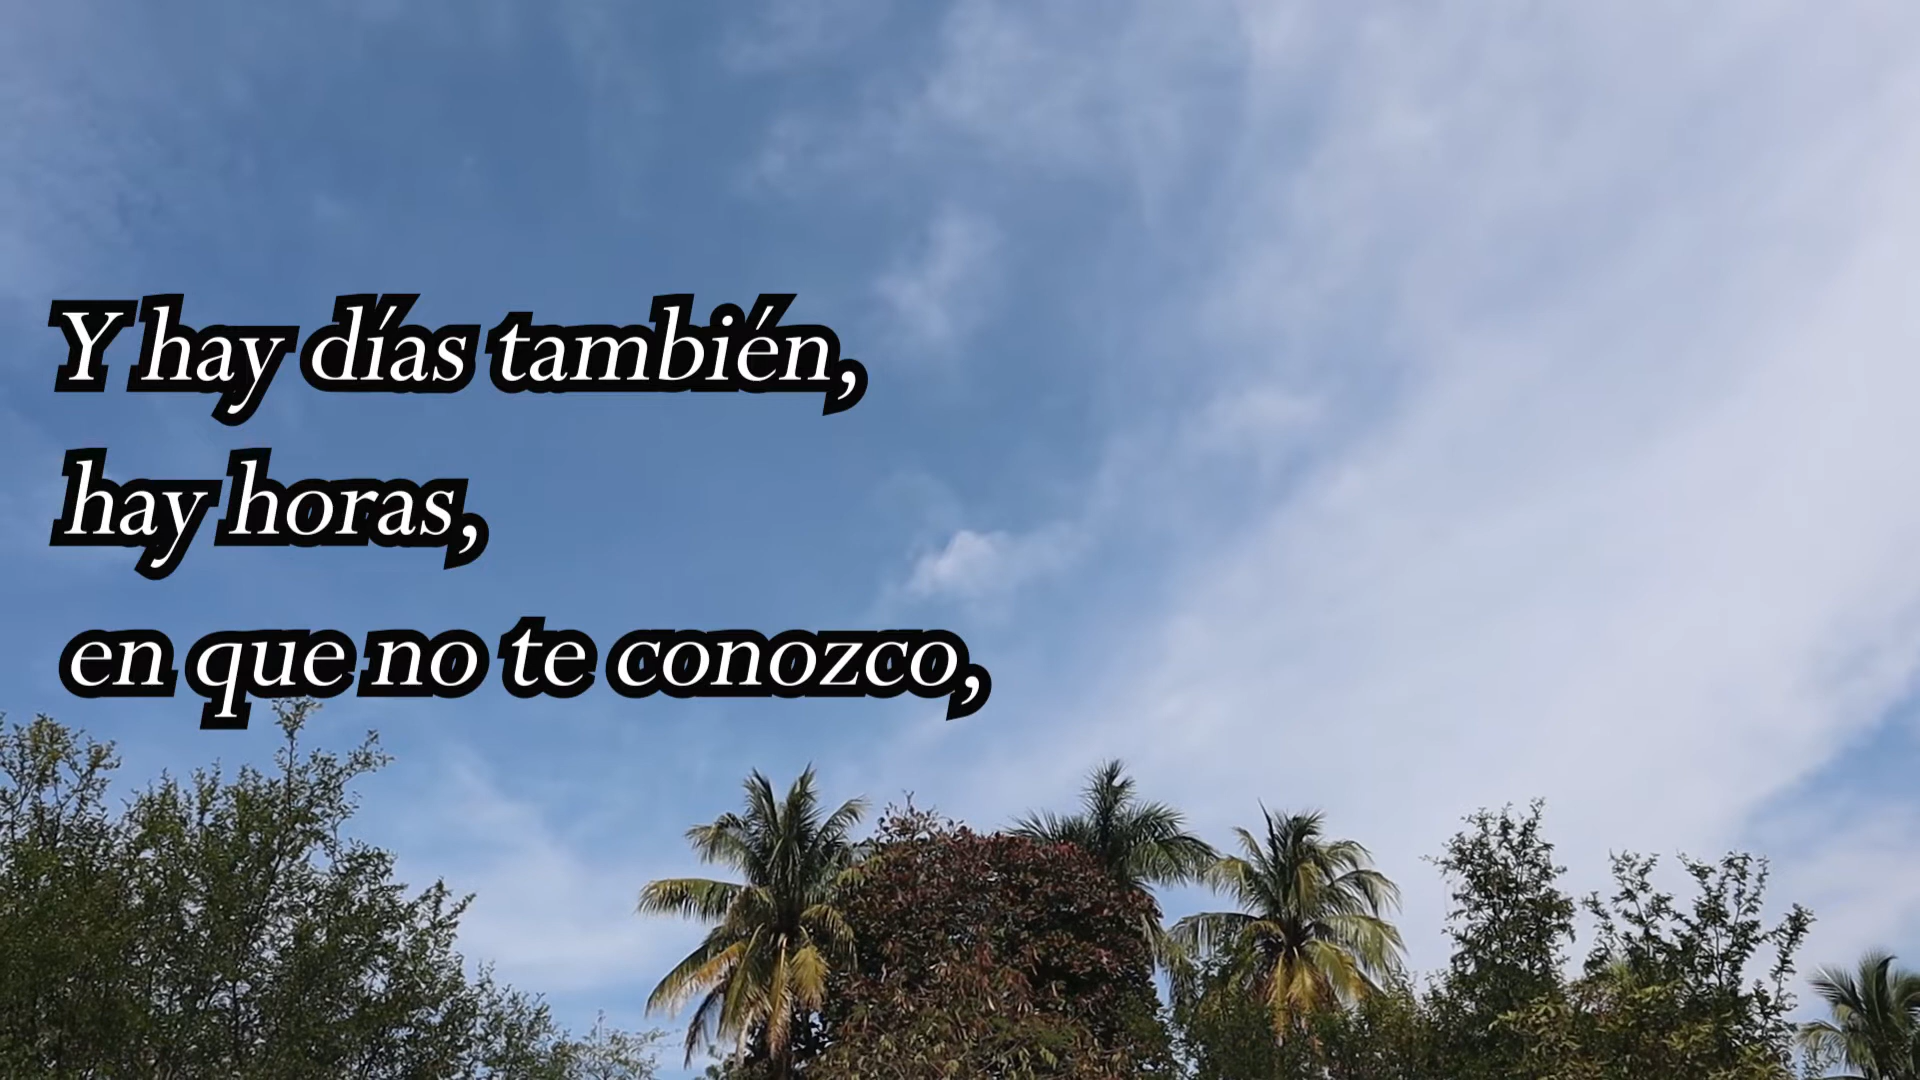 Y hay días también,
hay horas,
en que no te conozco,